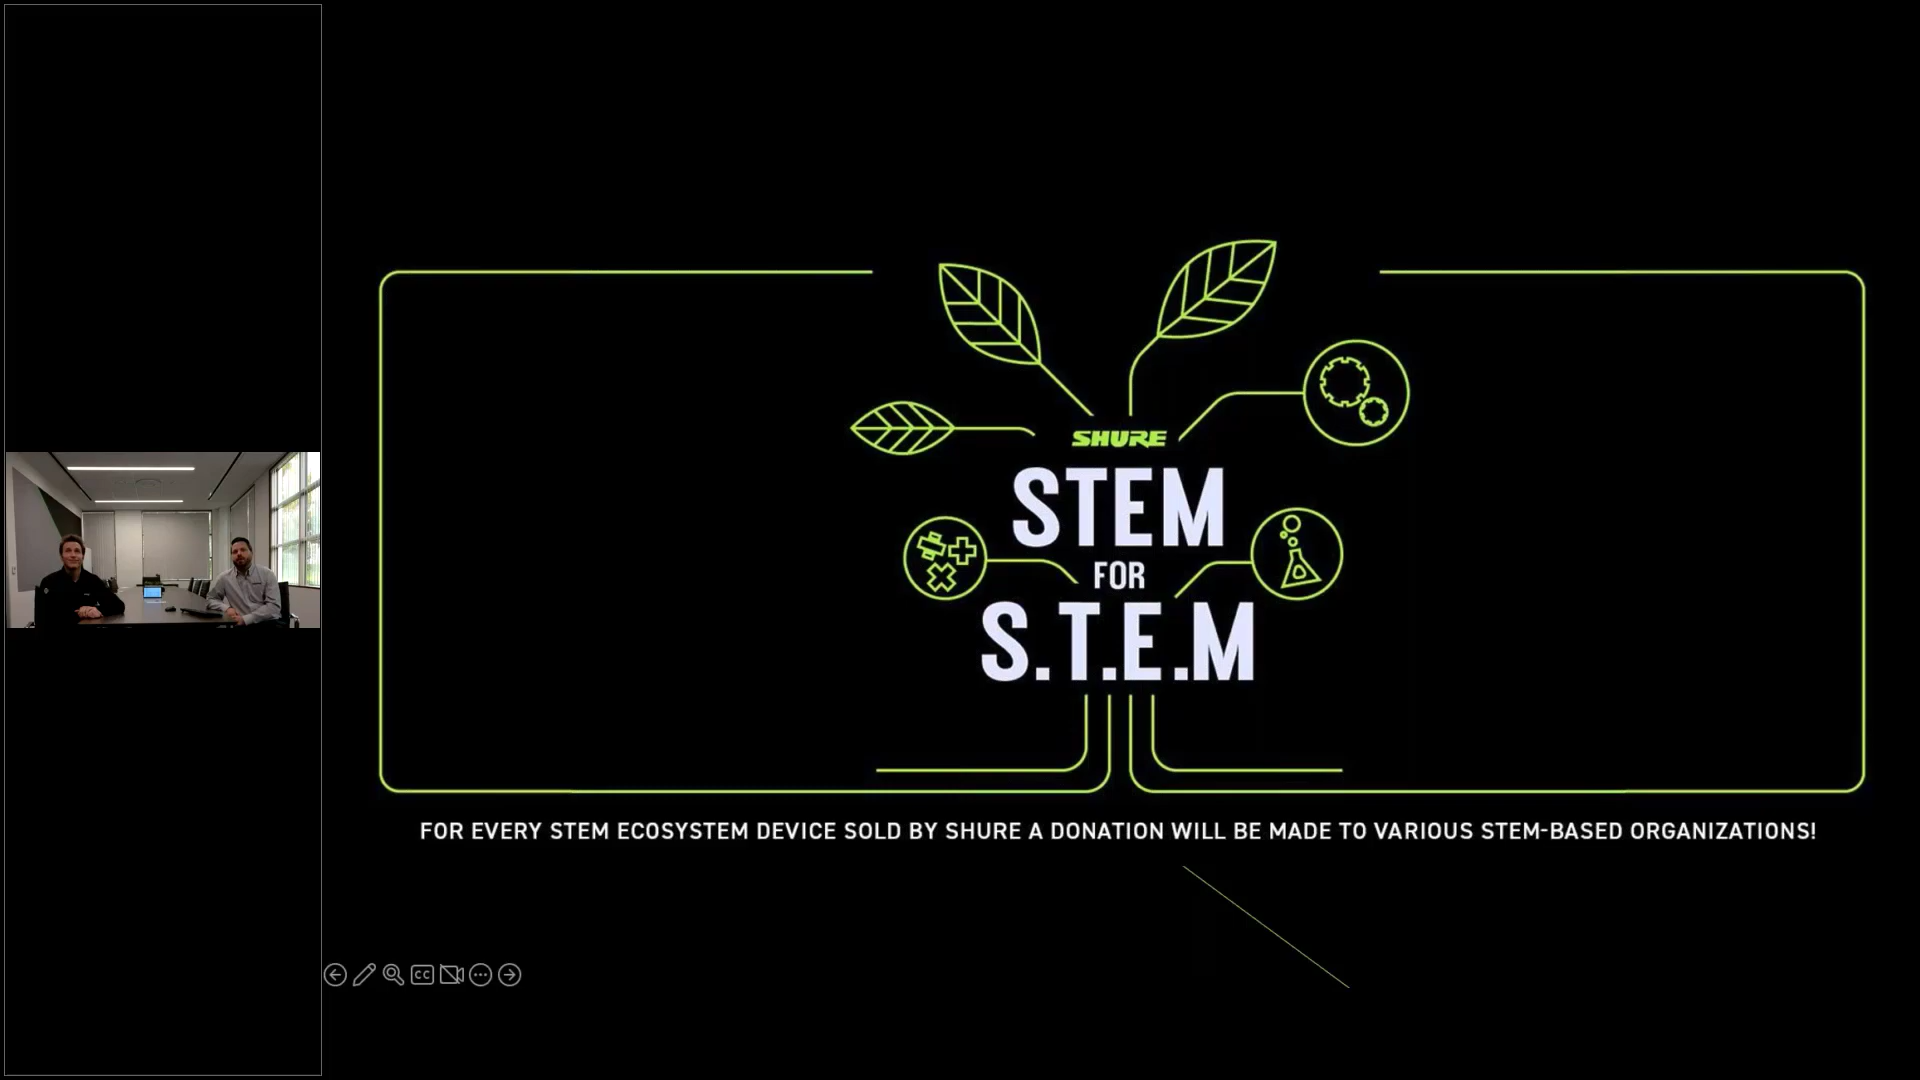 SHURE
STEM
FOR
S.T.E.M
FOR EVERY STEM ECOSYSTEM DEVICE SOLD BY SHURE A DONATION WILL BE MADE TO VARIOUS STEM-BASED ORGANIZATIONS!
CC